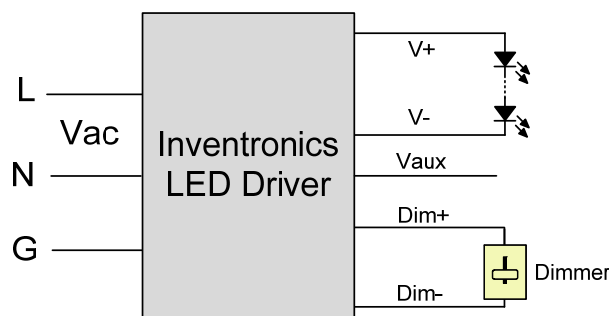 L
Vac
N
G
Inventronics
LED Driver
V+
V-
Vaux
Dim+
Dim-
Dimmer